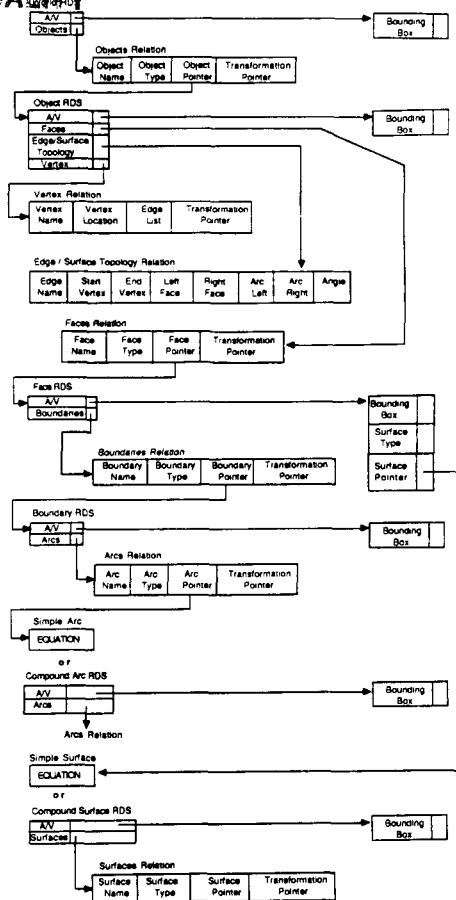 World RDS
A/V
Objects
Bounding
Box
Objects Relation
Object Object Object Transformation
Name Type Pointer Pointer
Object RDS
A/V
Faces
Edge/Surface
Topology
Vertex
Bounding
Box
Vertex Relation
Vertex Vertex Edge Transformation
Name Location List Pointer
Edge / Surface Topology Relation
Edge Start End Left Right Arc Arc Angle
Name Vertex Vertex Face Face Left Right
Faces Relation
Face Face Face Transformation
Name Type Pointer Pointer
Face RDS
A/V
Boundaries
Bounding
Box
Surface
Type
Surface
Pointer
Boundaries Relation
Boundary Boundary Boundary Transformation
Name Type Pointer Pointer
Boundary RDS
A/V
Arcs
Bounding
Box
Arcs Relation
Arc Arc Arc Transformation
Name Type Pointer Pointer
Simple Arc
EQUATION
or
Compound Arc RDS
A/V
Arcs
Bounding
Box
Arcs Relation
Simple Surface
EQUATION
or
Compound Surface RDS
A/V
Surfaces
Bounding
Box
Surfaces Relation
Surface Surface Surface Transformation
Name Type Pointer Pointer